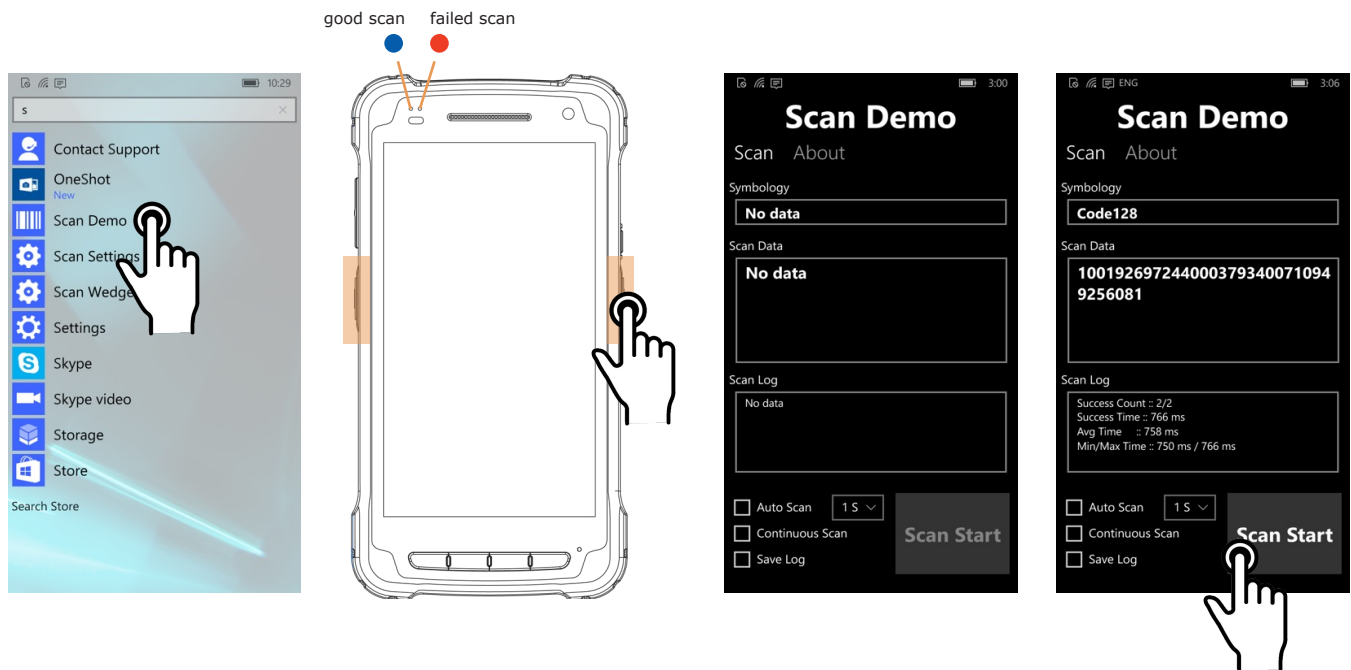 good scan failed scan
10:29
s
Contact Support
OneShot
New
Scan Demo
Scan Settings
Scan Wedge
Settings
Skype
Skype video
Storage
Store
Search Store
3:00
Scan Demo
Scan About
Symbology
No data
Scan Data
No data
Scan Log
No data
Auto Scan 1 S
Continuous Scan
Save Log
Scan Start
ENG 3:06
Scan Demo
Scan About
Symbology
Code128
Scan Data
100192697244000379340071094
9256081
Scan Log
Success Count :: 2/2
Success Time :: 766 ms
Avg Time :: 758 ms
Min/Max Time :: 750 ms / 766 ms
Auto Scan 1 S
Continuous Scan
Save Log
Scan Start